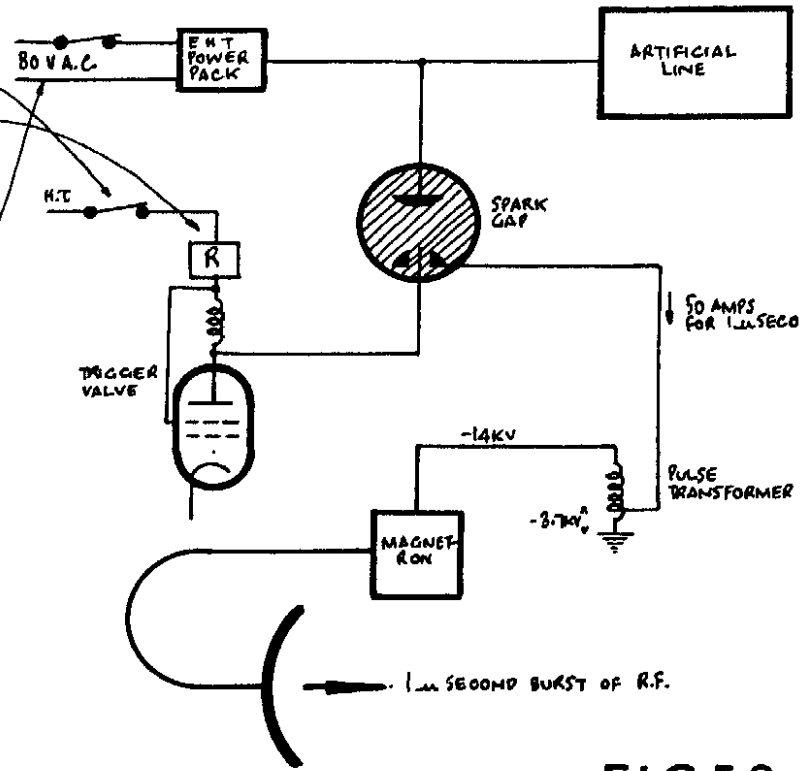 80 V A.C.
E H T
POWER
PACK
ARTIFICIAL
LINE
H.T
SPARK
GAP
R
50 AMPS
FOR 1 µSECO
TRIGGER
VALVE
-14KV
PULSE
TRANSFORMER
-3.7KV
MAGNET-
RON
1 µ SECOND BURST OF R.F.